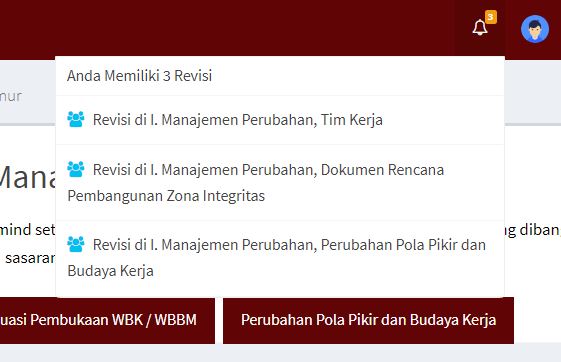 3
Anda Memiliki 3 Revisi
mur
Revisi di I. Manajemen Perubahan, Tim Kerja
Mana
Revisi di I. Manajemen Perubahan, Dokumen Rencana
Pembangunan Zona Integritas
mind set
ng dibang
Revisi di I. Manajemen Perubahan, Perubahan Pola Pikir dan
sasaran
Budaya Kerja
uasi Pembukaan WBK / WBBM
Perubahan Pola Pikir dan Budaya Kerja